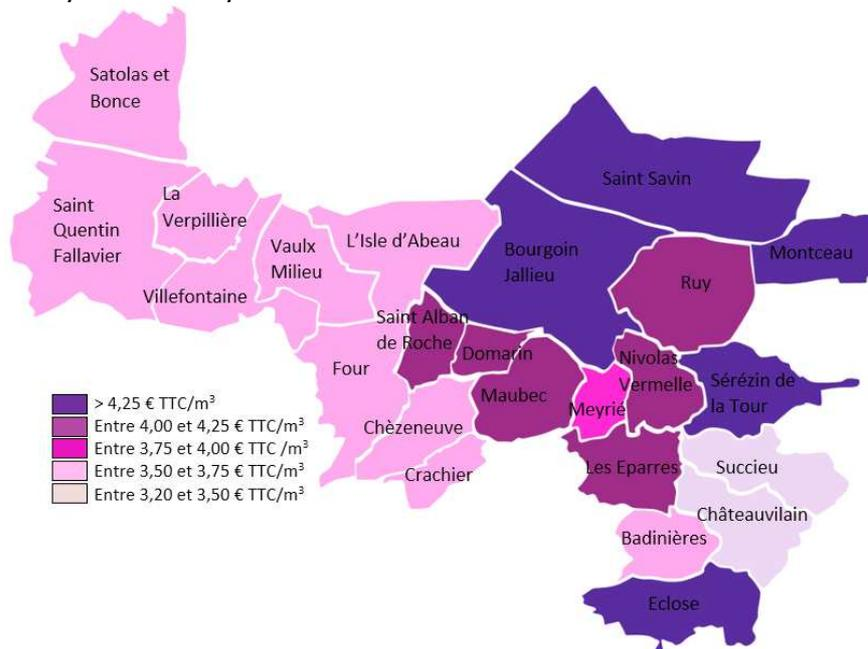 Satolas et
Bonce
Saint Savin
La
Verpillière
Saint
Quentin
Fallavier
L'Isle d'Abeau
Vaulx
Milieu
Bourgoin
Jallieu
Montceau
Villefontaine
Ruy
Saint Alban
de Roche
Domarin
Nivolas
Vermelle
Four
Maubec
Meyrié
Sérézin de
la Tour
> 4,25 € TTC/m³
Entre 4,00 et 4,25 € TTC/m³
Entre 3,75 et 4,00 € TTC /m³
Entre 3,50 et 3,75 € TTC/m³
Entre 3,20 et 3,50 € TTC/m³
Chèzeneuve
Crachier
Les Eparres
Succieu
Châteauvilain
Badinières
Eclose